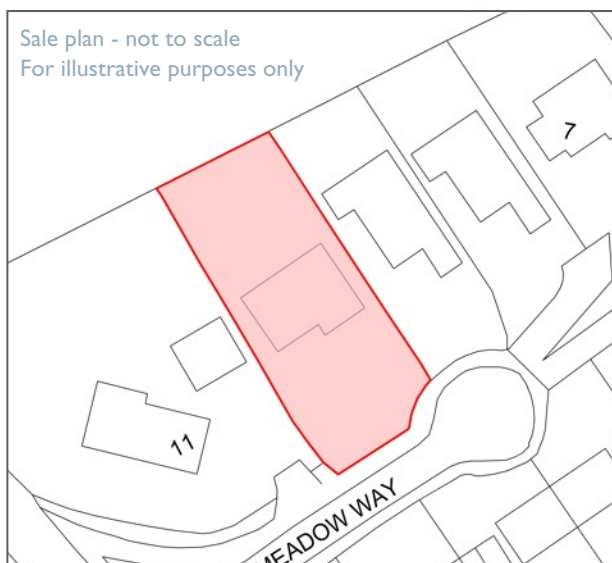 Sale plan - not to scale
For illustrative purposes only
7
11
MEADOW WAY